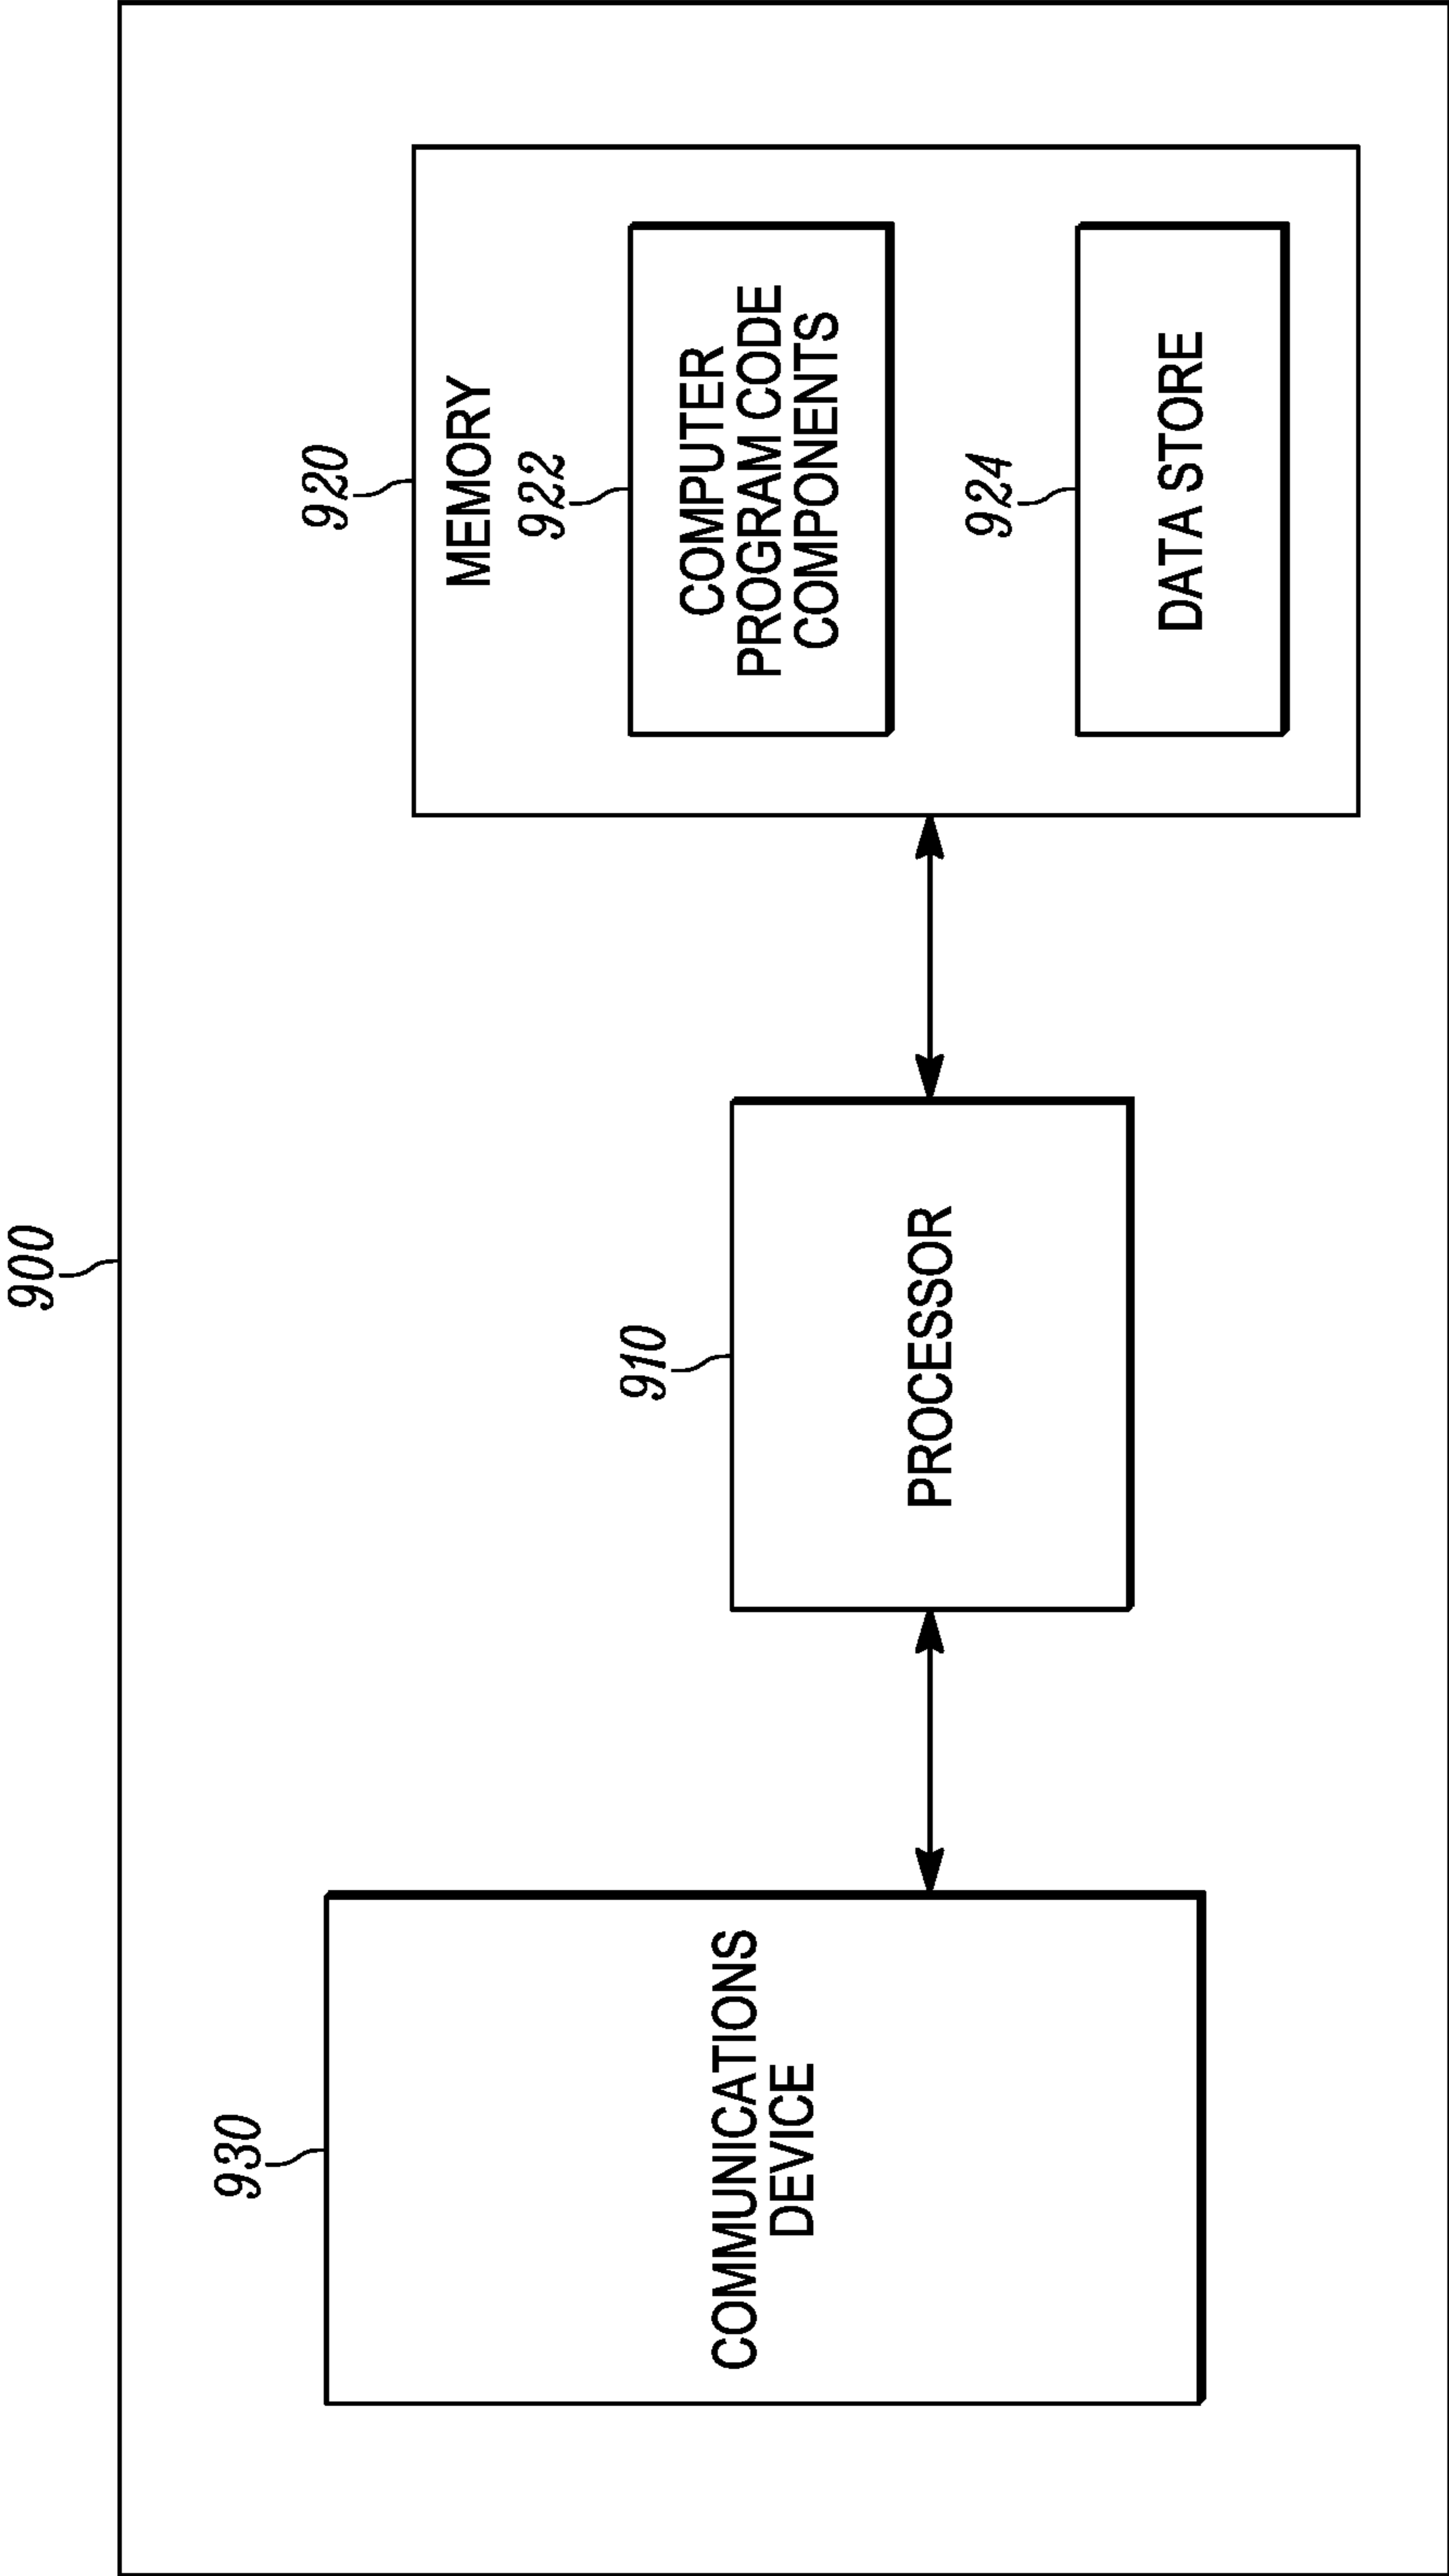 900
930
COMMUNICATIONS
DEVICE
910
PROCESSOR
920
MEMORY
922
COMPUTER
PROGRAM CODE
COMPONENTS
924
DATA STORE